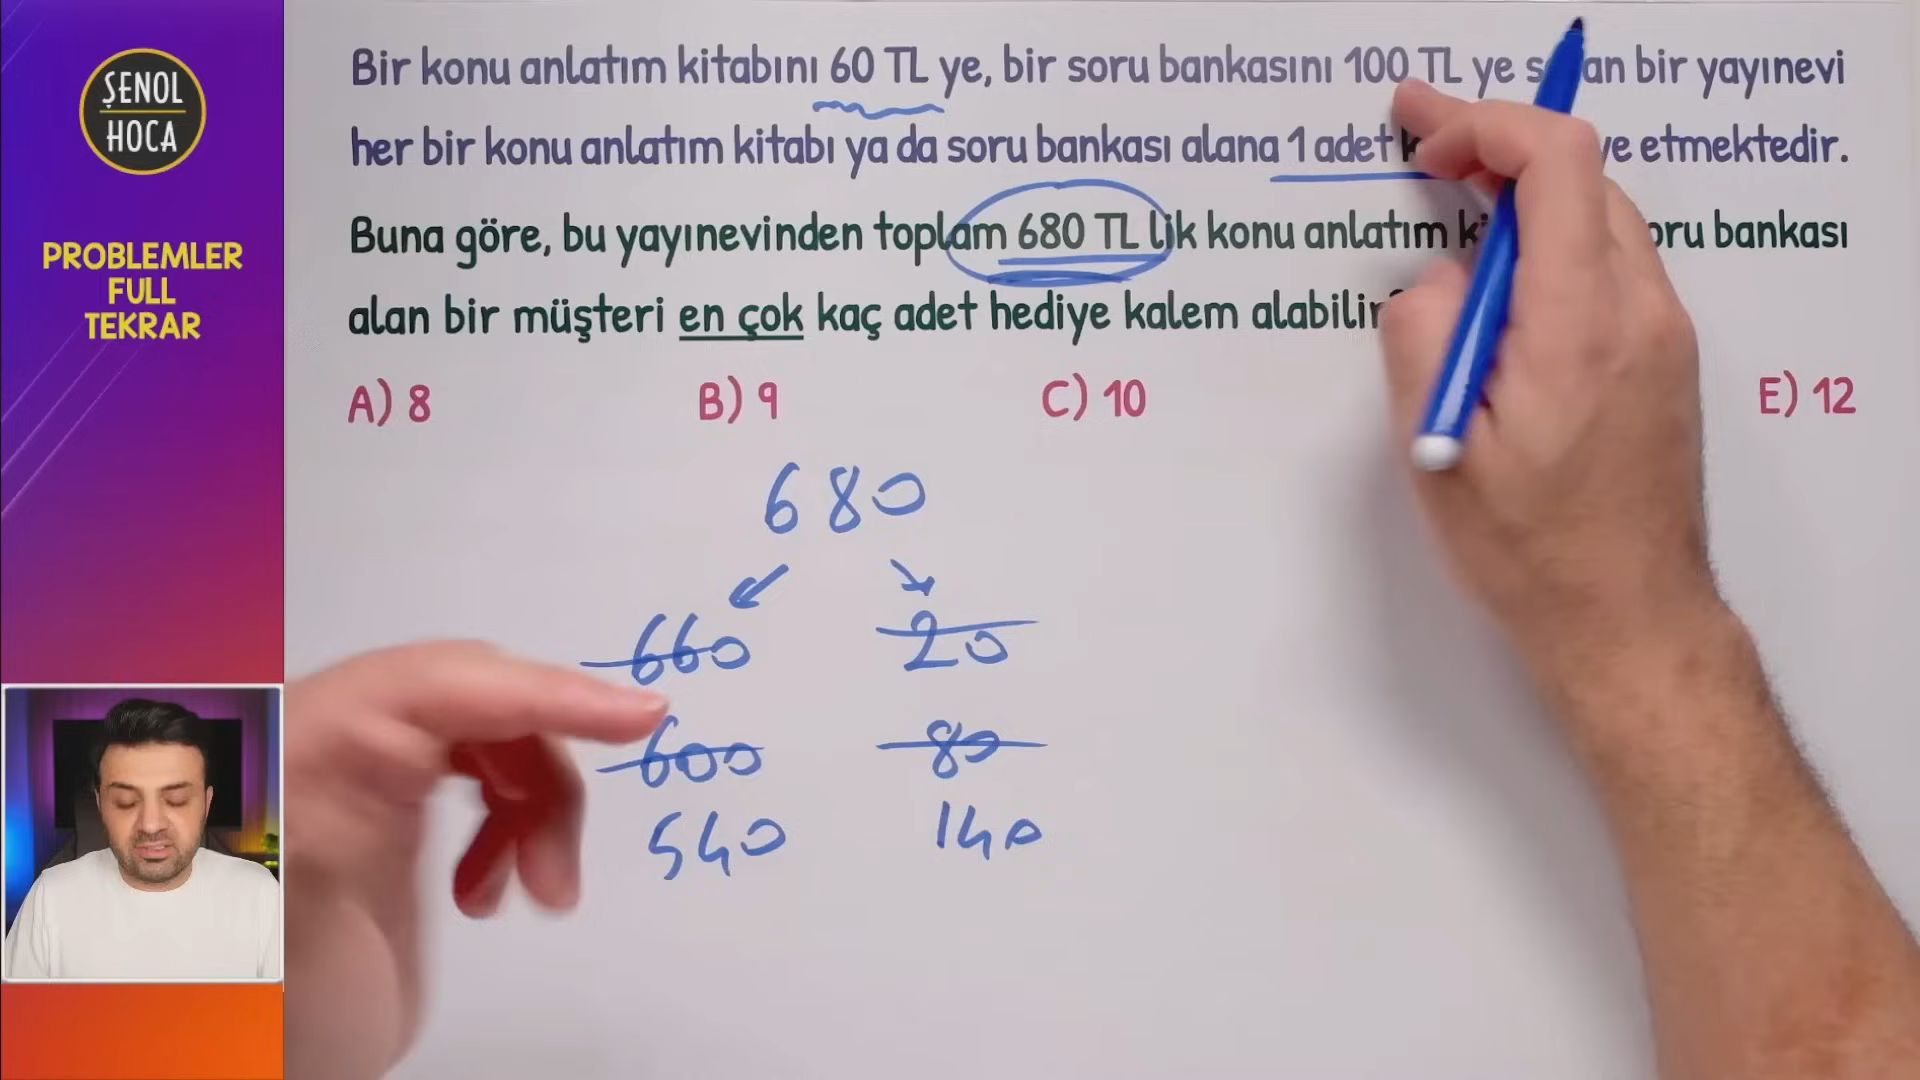 ŞENOL
HOCA
PROBLEMLER
FULL
TEKRAR
Bir konu anlatım kitabını 60 TL ye, bir soru bankasını 100 TL ye bir yayınevi
her bir konu anlatım kitabı ya da soru bankası alana 1 adet etmektedir.
Buna göre, bu yayınevinden toplam 680 TL lik konu anlatım bankası
alan bir müşteri en çok kaç adet hediye kalem alabilir?
A) 8 B) 9 C) 10 E) 12
680
660 20
600 80
540 140